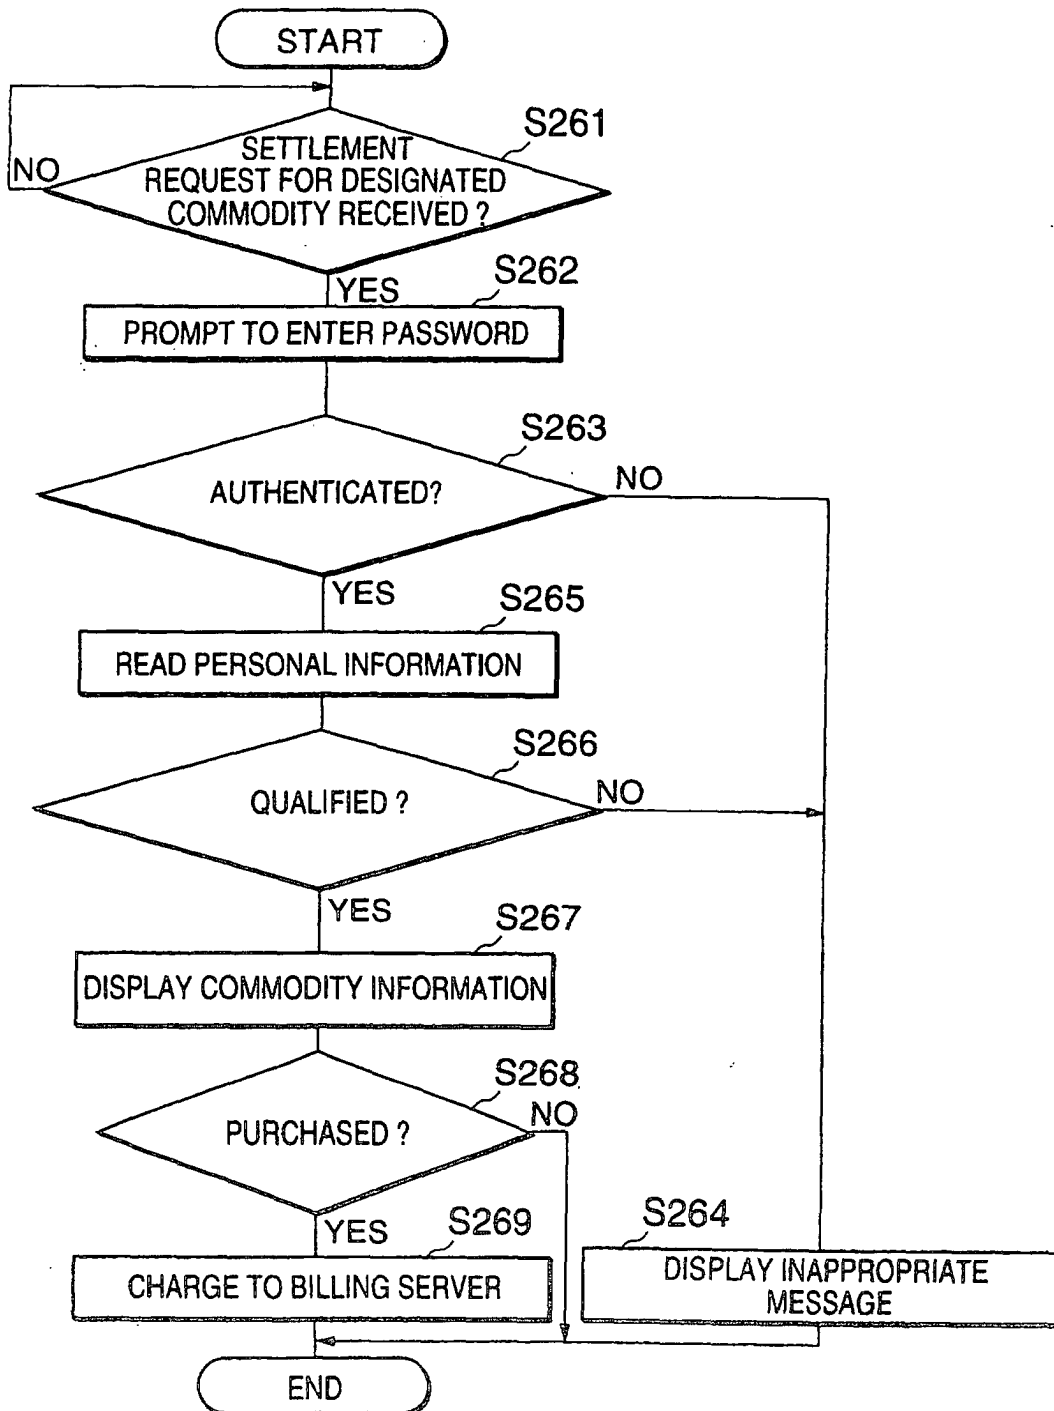 START
S261
SETTLEMENT
REQUEST FOR DESIGNATED
COMMODITY RECEIVED ?
NO
S262
YES
PROMPT TO ENTER PASSWORD
S263
AUTHENTICATED?
NO
YES
S265
READ PERSONAL INFORMATION
S266
QUALIFIED ?
NO
YES
S267
DISPLAY COMMODITY INFORMATION
S268
PURCHASED ?
NO
YES
S269
CHARGE TO BILLING SERVER
S264
DISPLAY INAPPROPRIATE
MESSAGE
END